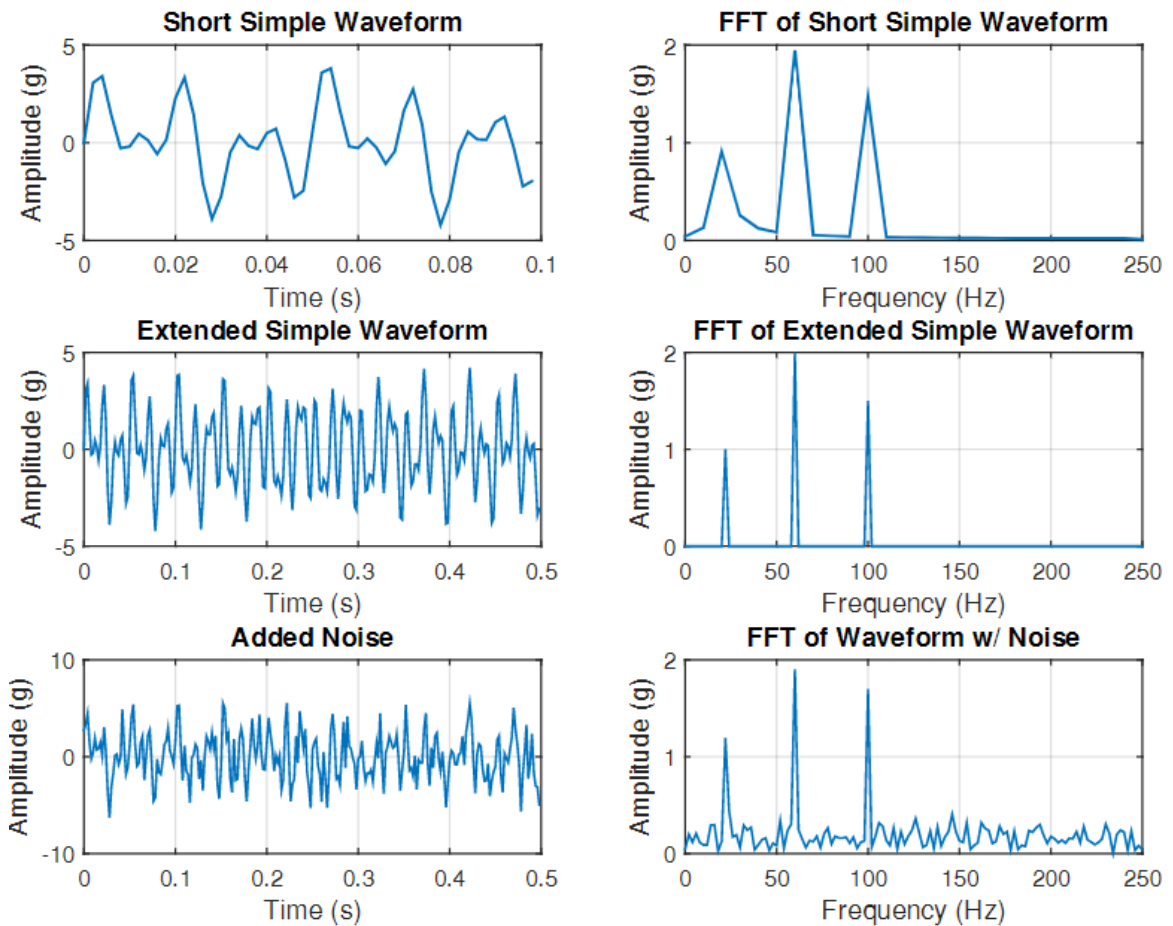 Short Simple Waveform
Amplitude (g)
5
0
-5
0 0.02 0.04 0.06 0.08 0.1
Time (s)
FFT of Short Simple Waveform
Amplitude (g)
2
1
0
0 50 100 150 200 250
Frequency (Hz)
Extended Simple Waveform
Amplitude (g)
5
0
-5
0 0.1 0.2 0.3 0.4 0.5
Time (s)
FFT of Extended Simple Waveform
Amplitude (g)
2
1
0
0 50 100 150 200 250
Frequency (Hz)
Added Noise
Amplitude (g)
10
0
-10
0 0.1 0.2 0.3 0.4 0.5
Time (s)
FFT of Waveform w/ Noise
Amplitude (g)
2
1
0
0 50 100 150 200 250
Frequency (Hz)